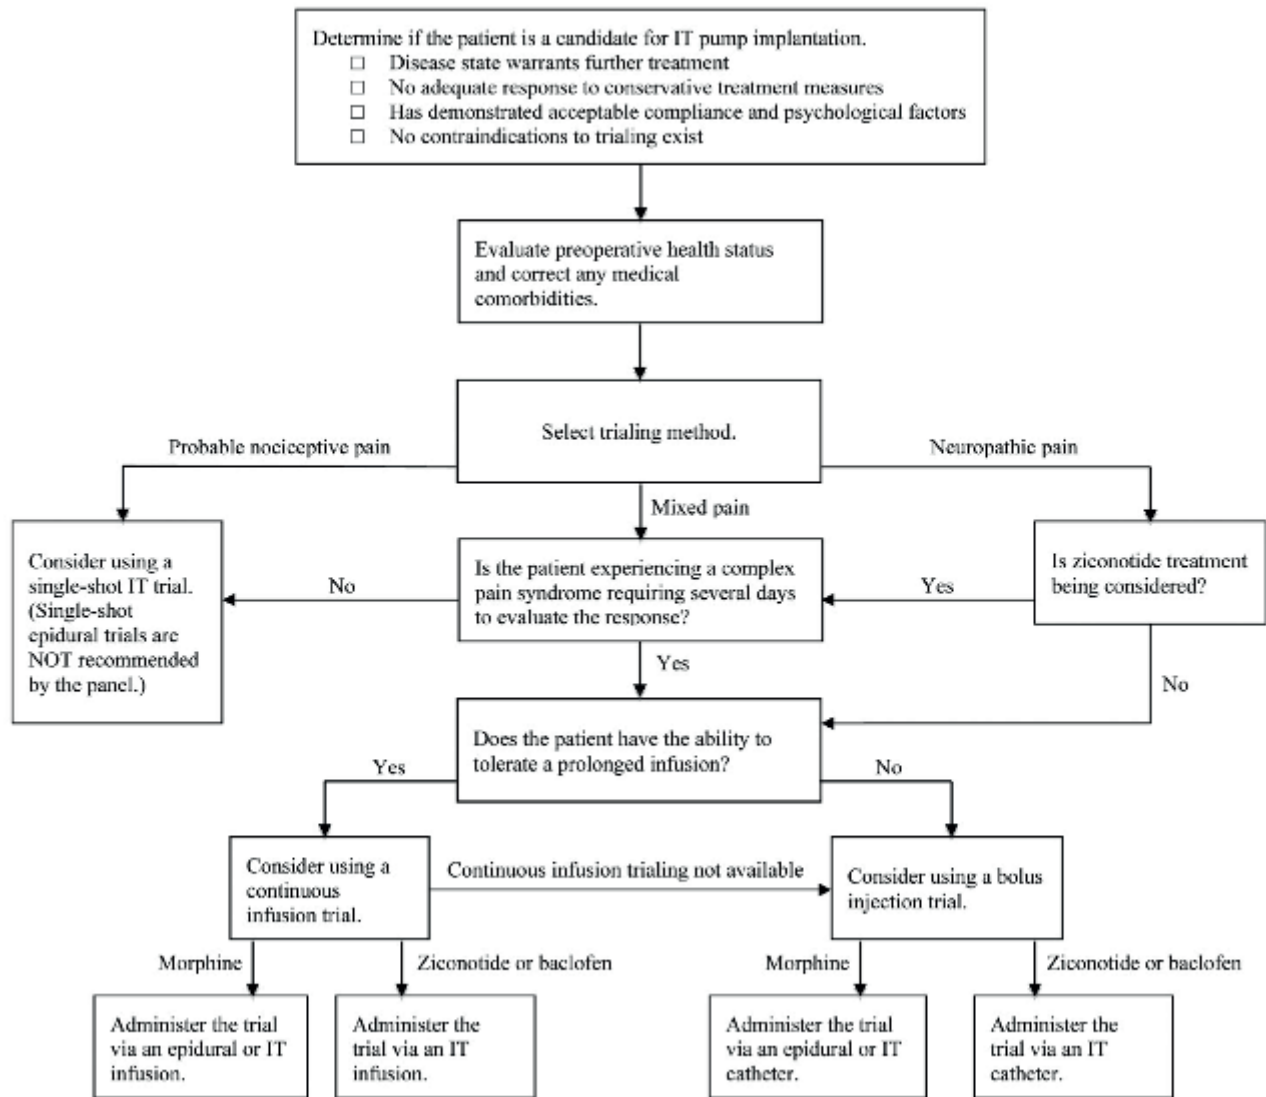 Determine if the patient is a candidate for IT pump implantation.
☐ Disease state warrants further treatment
☐ No adequate response to conservative treatment measures
☐ Has demonstrated acceptable compliance and psychological factors
☐ No contraindications to trialing exist
Evaluate preoperative health status
and correct any medical
comorbidities.
Select trialing method.
Probable nociceptive pain
Neuropathic pain
Mixed pain
Consider using a
single-shot IT trial.
(Single-shot
epidural trials are
NOT recommended
by the panel.)
No
Is the patient experiencing a complex
pain syndrome requiring several days
to evaluate the response?
Yes
Is ziconotide treatment
being considered?
Yes
No
Does the patient have the ability to
tolerate a prolonged infusion?
Yes
No
Consider using a
continuous
infusion trial.
Continuous infusion trialing not available
Consider using a bolus
injection trial.
Morphine
Ziconotide or baclofen
Morphine
Ziconotide or baclofen
Administer the trial
via an epidural or IT
infusion.
Administer the
trial via an IT
infusion.
Administer the trial
via an epidural or IT
catheter.
Administer the
trial via an IT
catheter.